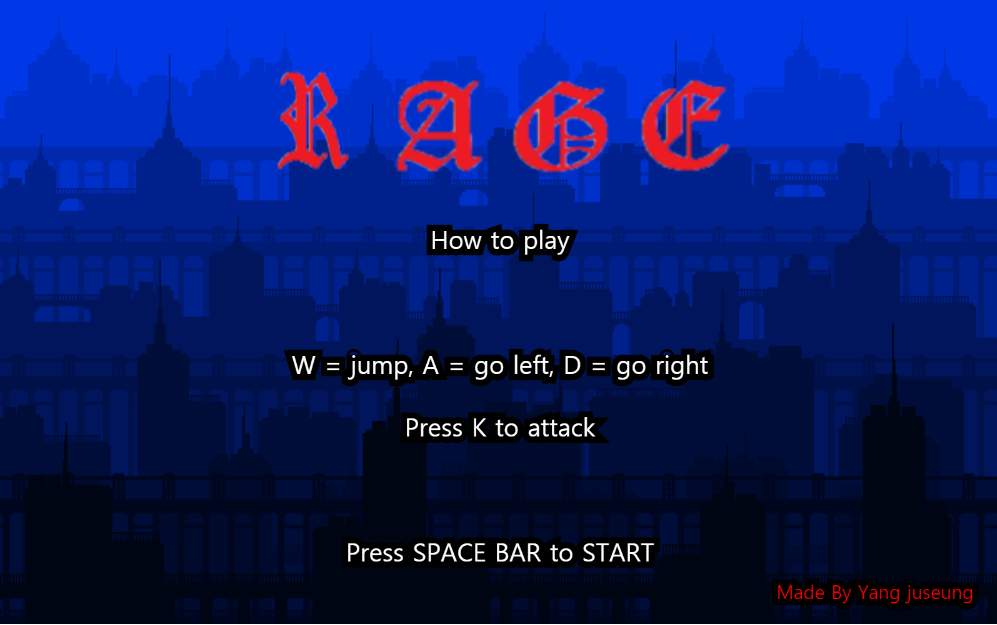 R A G E
How to play
W = jump, A = go left, D = go right
Press K to attack
Press SPACE BAR to START
Made By Yang juseung